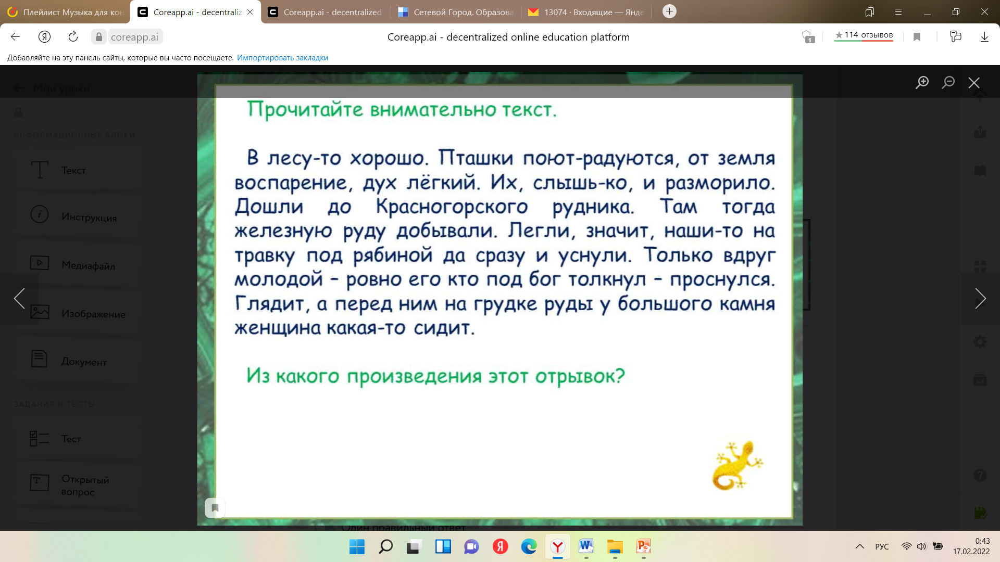 Плейлист Музыка для кон
Coreapp.ai - decentraliz
Coreapp.ai - decentralized
Сетевой Город. Образова
13074 · Входящие — Янде
coreapp.ai
Coreapp.ai - decentralized online education platform
1
114 отзывов
Добавляйте на эту панель сайты, которые вы часто посещаете. Импортировать закладки
Мои уроки
ИНФОРМАЦИОННЫЕ БЛОКИ
Текст
Инструкция
Медиафайл
Изображение
Документ
ЗАДАНИЯ И ТЕСТЫ
Тест
Открытый
вопрос
Прочитайте внимательно текст.
В лесу-то хорошо. Пташки поют-радуются, от земля
воспарение, дух лёгкий. Их, слышь-ко, и разморило.
Дошли до Красногорского рудника. Там тогда
железную руду добывали. Легли, значит, наши-то на
травку под рябиной да сразу и уснули. Только вдруг
молодой – ровно его кто под бог толкнул – проснулся.
Глядит, а перед ним на грудке руды у большого камня
женщина какая-то сидит.
Из какого произведения этот отрывок?
Один правильный ответ
РУС
0:43
17.02.2022